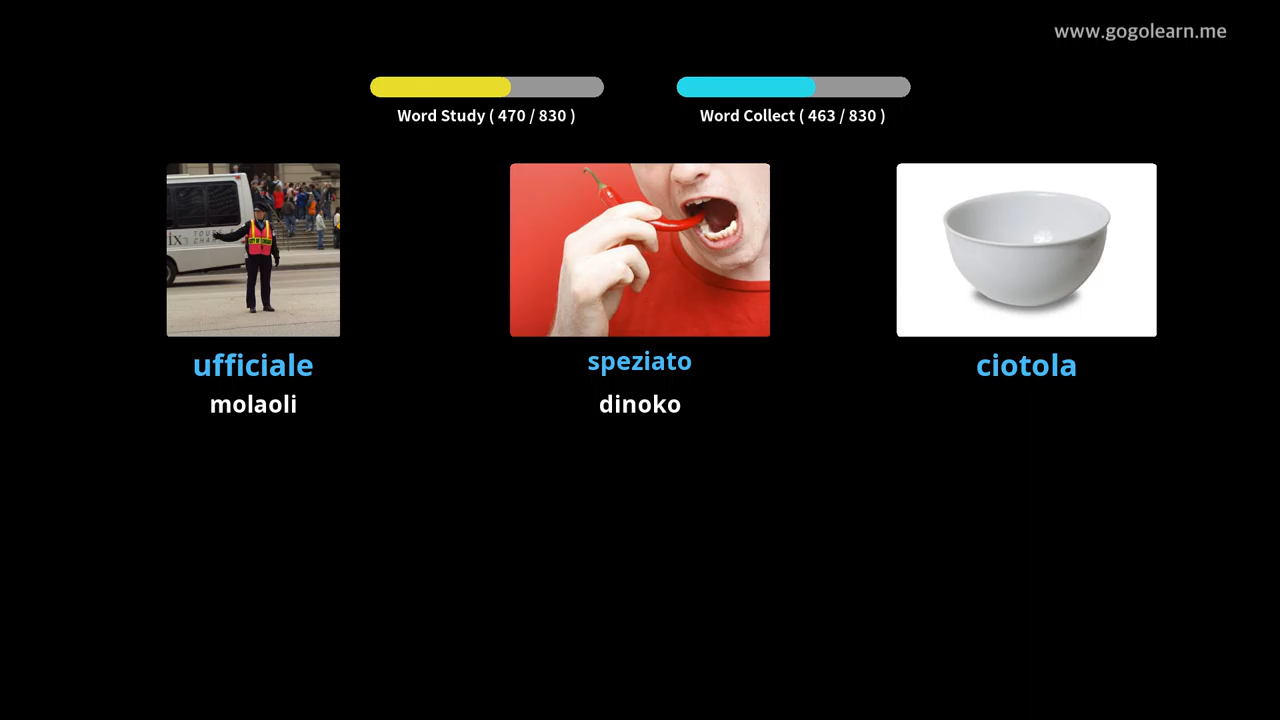 www.gogolearn.me
Word Study ( 470 / 830 )
Word Collect ( 463 / 830 )
ufficiale
speziato
ciotola
molaoli
dinoko